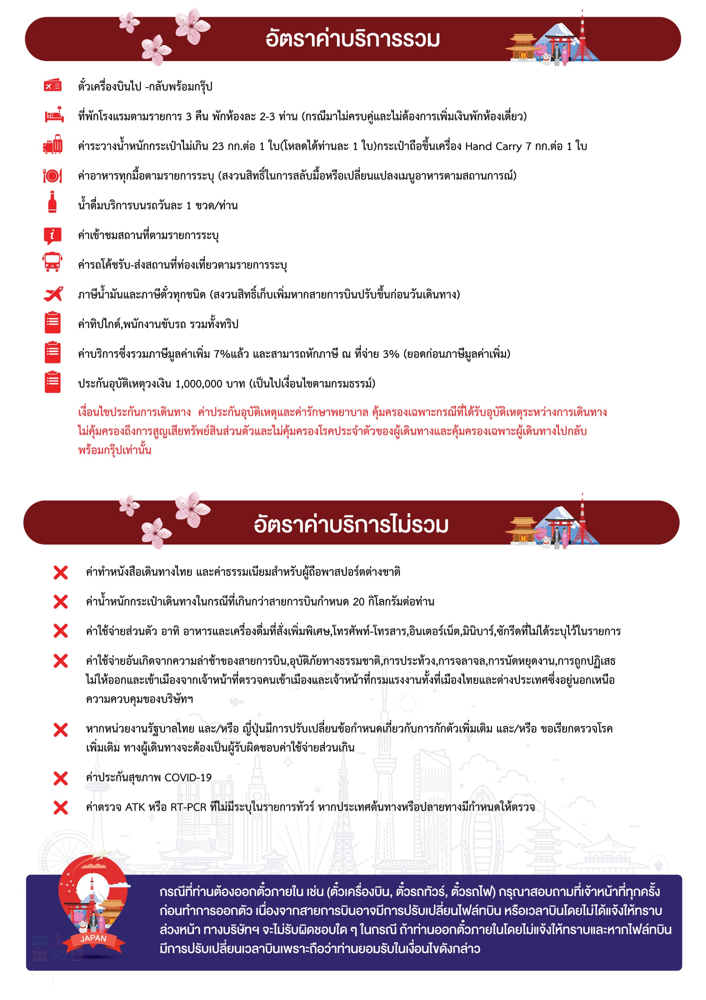 อัตราค่าบริการรวม
ตั๋วเครื่องบินไป -กลับพร้อมกรุ๊ป
ที่พักโรงแรมตามรายการ 3 คืน พักห้องละ 2-3 ท่าน (กรณีมาไม่ครบคู่และไม่ต้องการเพิ่มเงินพักห้องเดี่ยว)
ค่าระวางน้ำหนักกระเป๋าไม่เกิน 23 กก.ต่อ 1 ใบ(โหลดได้ท่านละ 1 ใบ)กระเป๋าถือขึ้นเครื่อง Hand Carry 7 กก.ต่อ 1 ใบ
ค่าอาหารทุกมื้อตามรายการระบุ (สงวนสิทธิ์ในการสลับมื้อหรือเปลี่ยนแปลงเมนูอาหารตามสถานการณ์)
น้ำดื่มบริการบนรถวันละ 1 ขวด/ท่าน
ค่าเข้าชมสถานที่ตามรายการระบุ
ค่ารถโค้ชรับ-ส่งสถานที่ท่องเที่ยวตามรายการระบุ
ภาษีน้ำมันและภาษีตั๋วทุกชนิด (สงวนสิทธิ์เก็บเพิ่มหากสายการบินปรับขึ้นก่อนวันเดินทาง)
ค่าทิปไกด์,พนักงานขับรถ รวมทั้งทริป
ค่าบริการซึ่งรวมภาษีมูลค่าเพิ่ม 7%แล้ว และสามารถหักภาษี ณ ที่จ่าย 3% (ยอดก่อนภาษีมูลค่าเพิ่ม)
ประกันอุบัติเหตุวงเงิน 1,000,000 บาท (เป็นไปเงื่อนไขตามกรมธรรม์)
เงื่อนไขประกันการเดินทาง ค่าประกันอุบัติเหตุและค่ารักษาพยาบาล คุ้มครองเฉพาะกรณีที่ได้รับอุบัติเหตุระหว่างการเดินทาง
ไม่คุ้มครองถึงการสูญเสียทรัพย์สินส่วนตัวและไม่คุ้มครองโรคประจำตัวของผู้เดินทางและคุ้มครองเฉพาะผู้เดินทางไปกลับ
พร้อมกรุ๊ปเท่านั้น
อัตราค่าบริการไม่รวม
ค่าทำหนังสือเดินทางไทย และค่าธรรมเนียมสำหรับผู้ถือพาสปอร์ตต่างชาติ
ค่าน้ำหนักกระเป๋าเดินทางในกรณีที่เกินกว่าสายการบินกำหนด 20 กิโลกรัมต่อท่าน
ค่าใช้จ่ายส่วนตัว อาทิ อาหารและเครื่องดื่มที่สั่งเพิ่มพิเศษ,โทรศัพท์-โทรสาร,อินเตอร์เน็ต,มินิบาร์,ซักรีดที่ไม่ได้ระบุไว้ในรายการ
ค่าใช้จ่ายอันเกิดจากความล่าช้าของสายการบิน,อุบัติภัยทางธรรมชาติ,การประท้วง,การจลาจล,การนัดหยุดงาน,การถูกปฏิเสธ
ไม่ให้ออกและเข้าเมืองจากเจ้าหน้าที่ตรวจคนเข้าเมืองและเจ้าหน้าที่กรมแรงงานทั้งที่เมืองไทยและต่างประเทศซึ่งอยู่นอกเหนือ
ความควบคุมของบริษัทฯ
หากหน่วยงานรัฐบาลไทย และ/หรือ ญี่ปุ่นมีการปรับเปลี่ยนข้อกำหนดเกี่ยวกับการกักตัวเพิ่มเติม และ/หรือ ขอเรียกตรวจโรค
เพิ่มเติม ทางผู้เดินทางจะต้องเป็นผู้รับผิดชอบค่าใช้จ่ายส่วนเกิน
ค่าประกันสุขภาพ COVID-19
ค่าตรวจ ATK หรือ RT-PCR ที่ไม่มีระบุในรายการทัวร์ หากประเทศต้นทางหรือปลายทางมีกำหนดให้ตรวจ
กรณีที่ท่านต้องออกตั๋วภายใน เช่น (ตั๋วเครื่องบิน, ตั๋วรถทัวร์, ตั๋วรถไฟ) กรุณาสอบถามที่เจ้าหน้าที่ทุกครั้ง
ก่อนทำการออกตัว เนื่องจากสายการบินอาจมีการปรับเปลี่ยนไฟล์ทบิน หรือเวลาบินโดยไม่ได้แจ้งให้ทราบ
ล่วงหน้า ทางบริษัทฯ จะไม่รับผิดชอบใด ๆ ในกรณี ถ้าท่านออกตั๋วภายในโดยไม่แจ้งให้ทราบและหากไฟล์ทบิน
มีการปรับเปลี่ยนเวลาบินเพราะถือว่าท่านยอมรับในเงื่อนไขดังกล่าว
JAPAN